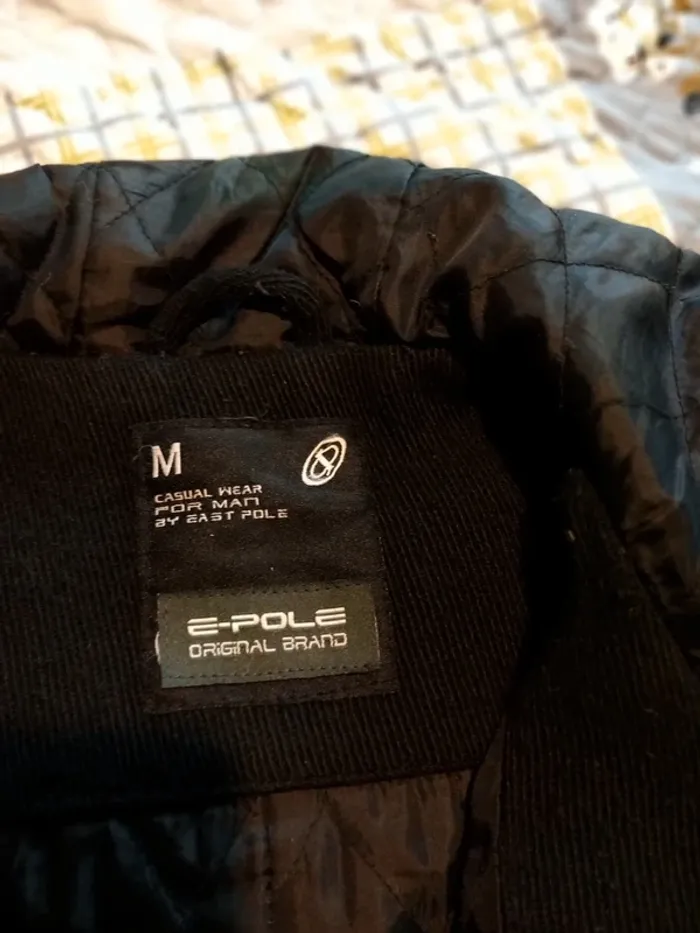 M
CASUAL WEAR
FOR MAN
BY EAST POLE
E-POLE
ORIGINAL BRAND